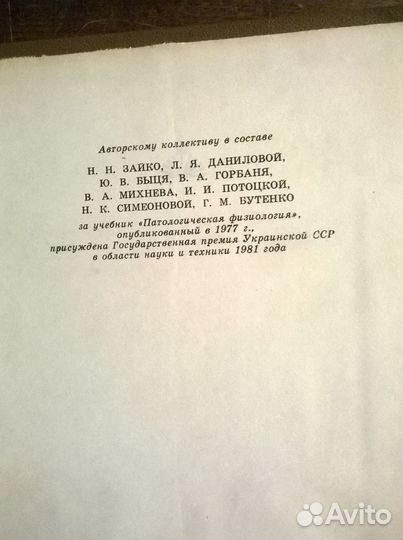 Авторскому коллективу в составе
Н. Н. ЗАЙКО, Л. Я. ДАНИЛОВОЙ,
Ю. В. БЫЦЯ, В. А. ГОРБАНЯ,
В. А. МИХНЕВА, И. И. ПОТОЦКОЙ,
Н. К. СИМЕОНОВОЙ, Г. М. БУТЕНКО
за учебник «Патологическая физиология»,
опубликованный в 1977 г.,
присуждена Государственная премия Украинской ССР
в области науки и техники 1981 года
Avito